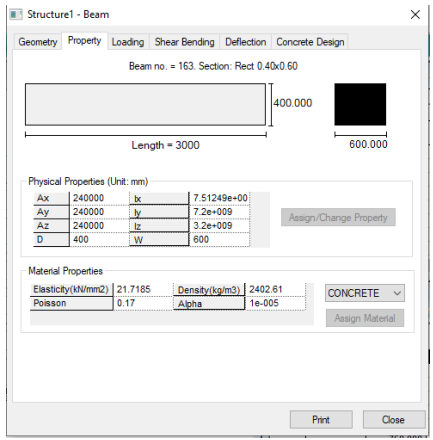 Structure1 - Beam
Geometry Property Loading Shear Bending Deflection Concrete Design
Beam no. = 163. Section: Rect 0.40x0.60
400.000
Length = 3000
600.000
Physical Properties (Unit: mm)
Ax 240000 Ix 7.51249e+00
Ay 240000 Iy 7.2e+009
Assign/Change Property
Az 240000 Iz 3.2e+009
D 400 W 600
Material Properties
Elasticity(kN/mm2) 21.7185 Density(kg/m3) 2402.61
CONCRETE
Poisson 0.17 Alpha 1e-005
Assign Material
Print Close